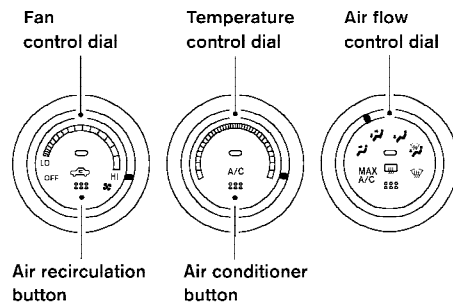 Fan
control dial
Temperature
control dial
Air flow
control dial
LO
OFF
HI
A/C
MAX
A/C
Air recirculation
button
Air conditioner
button